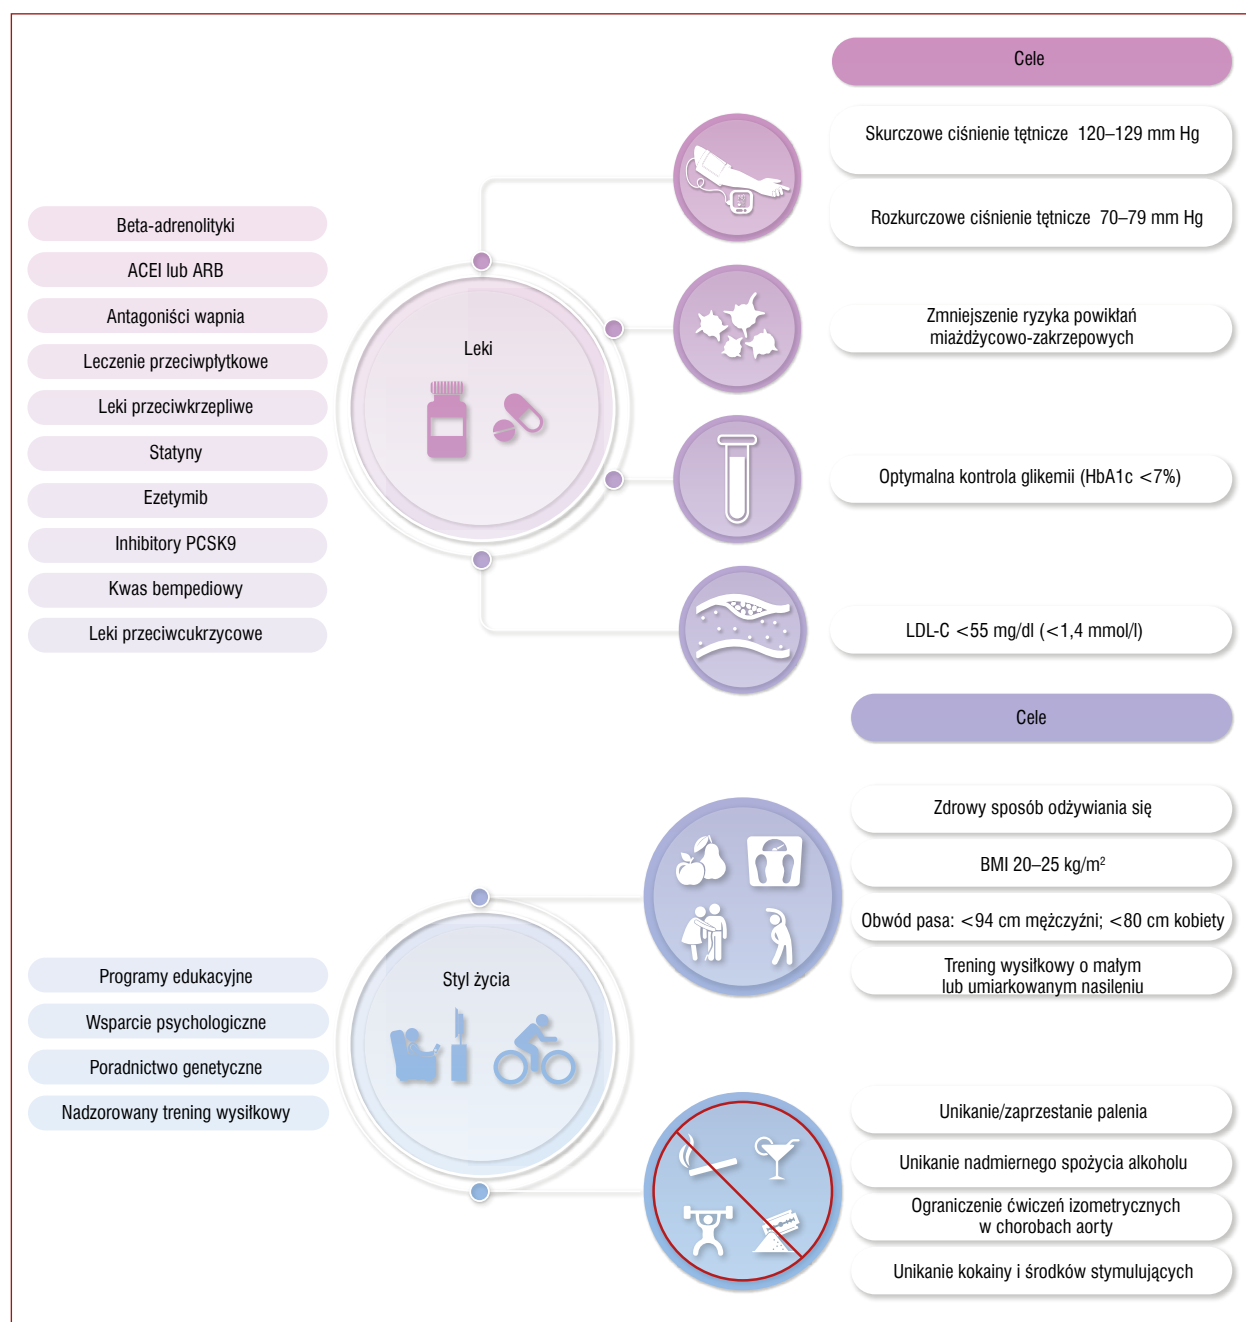 Cele
Skurczowe ciśnienie tętnicze 120–129 mm Hg
Rozkurczowe ciśnienie tętnicze 70–79 mm Hg
Zmniejszenie ryzyka powikłań
miażdżycowo-zakrzepowych
Optymalna kontrola glikemii (HbA1c <7%)
LDL-C <55 mg/dl (<1,4 mmol/l)
Leki
Beta-adrenolityki
ACEI lub ARB
Antagoniści wapnia
Leczenie przeciwpłytkowe
Leki przeciwkrzepliwe
Statyny
Ezetymib
Inhibitory PCSK9
Kwas bempediowy
Leki przeciwcukrzycowe
Cele
Zdrowy sposób odżywiania się
BMI 20–25 kg/m²
Obwód pasa: <94 cm mężczyźni; <80 cm kobiety
Trening wysiłkowy o małym
lub umiarkowanym nasileniu
Styl życia
Programy edukacyjne
Wsparcie psychologiczne
Poradnictwo genetyczne
Nadzorowany trening wysiłkowy
Unikanie/zaprzestanie palenia
Unikanie nadmiernego spożycia alkoholu
Ograniczenie ćwiczeń izometrycznych
w chorobach aorty
Unikanie kokainy i środków stymulujących